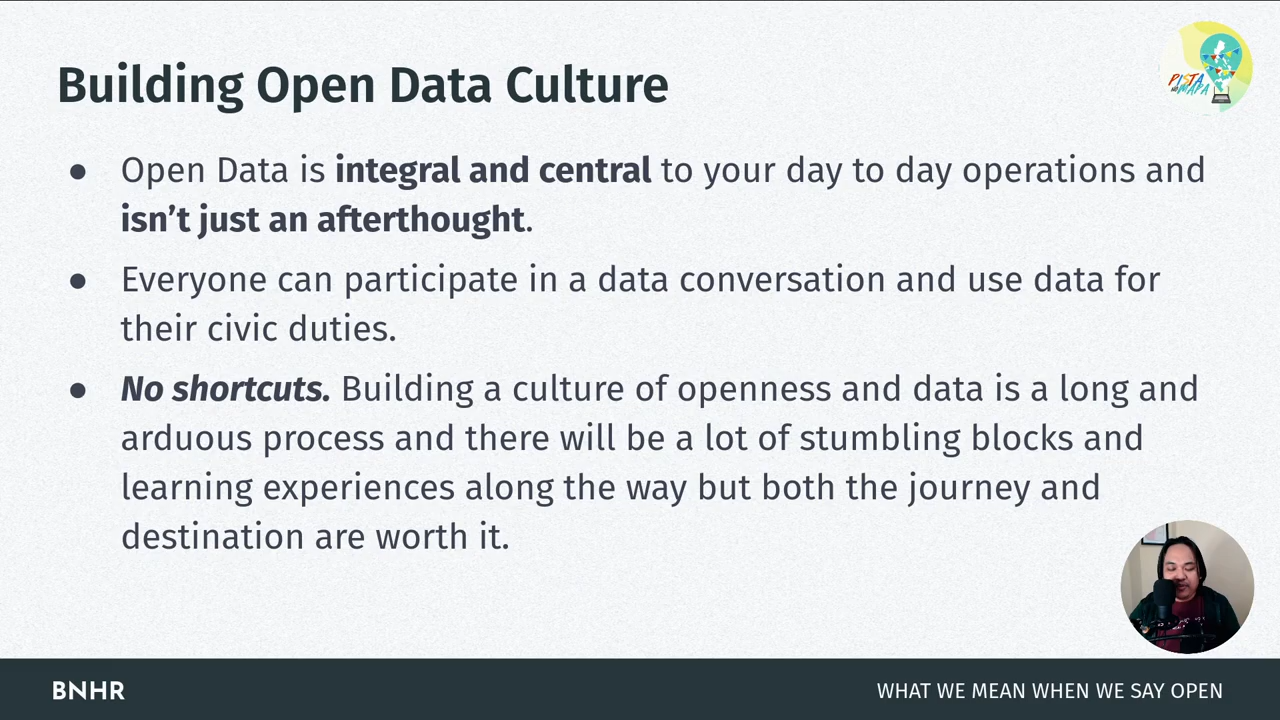 Building Open Data Culture
PISTA
NG MAPA
● Open Data is integral and central to your day to day operations and
isn’t just an afterthought.
● Everyone can participate in a data conversation and use data for
their civic duties.
● No shortcuts. Building a culture of openness and data is a long and
arduous process and there will be a lot of stumbling blocks and
learning experiences along the way but both the journey and
destination are worth it.
BNHR
WHAT WE MEAN WHEN WE SAY OPEN